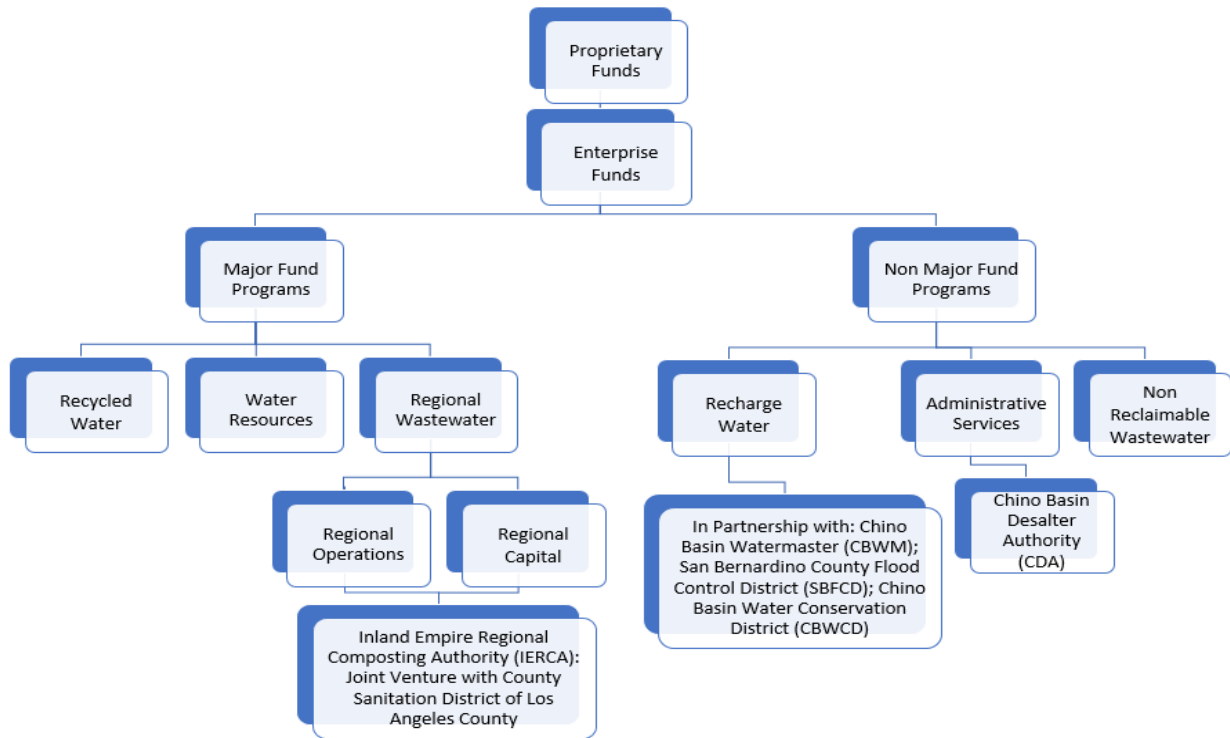 Proprietary
Funds
Enterprise
Funds
Major Fund
Programs
Non Major Fund
Programs
Recycled
Water
Water
Resources
Regional
Wastewater
Recharge
Water
Administrative
Services
Non
Reclaimable
Wastewater
Regional
Operations
Regional
Capital
In Partnership with: Chino
Basin Watermaster (CBWM);
San Bernardino County Flood
Control District (SBFCD); Chino
Basin Water Conservation
District (CBWCD)
Chino Basin
Desalter
Authority
(CDA)
Inland Empire Regional
Composting Authority (IERCA):
Joint Venture with County
Sanitation District of Los
Angeles County